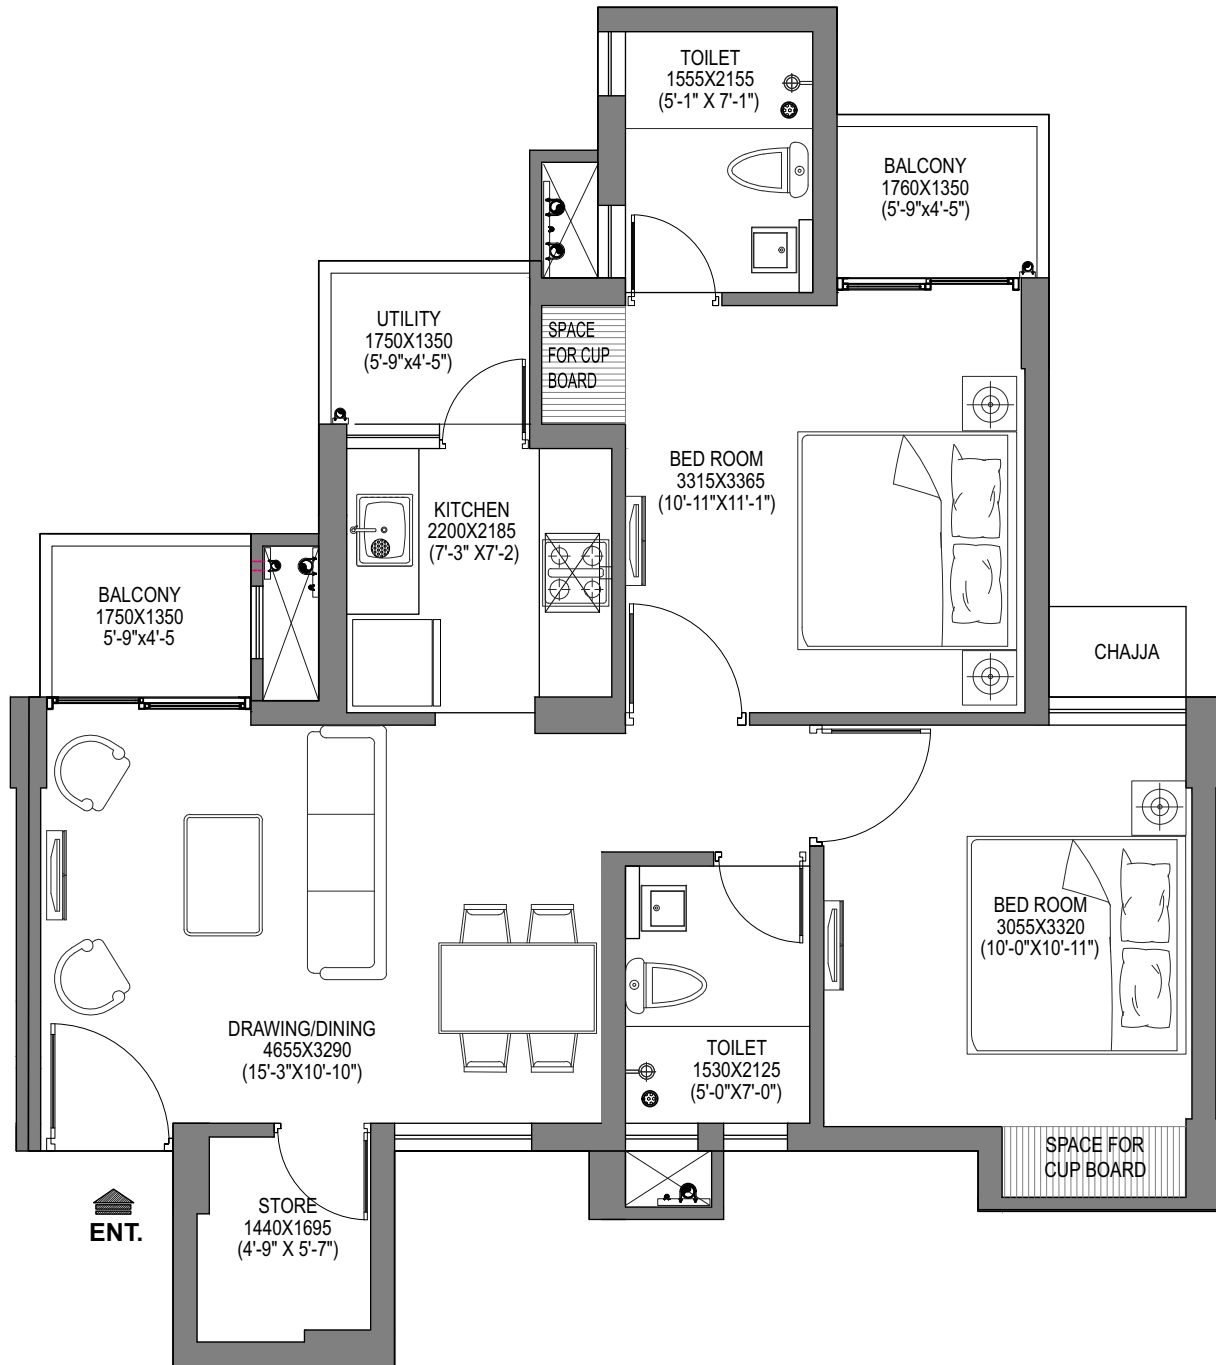 TOILET
1555X2155
(5'-1" X 7'-1")
BALCONY
1760X1350
(5'-9"x4'-5")
UTILITY
1750X1350
(5'-9"x4'-5")
SPACE
FOR CUP
BOARD
BED ROOM
3315X3365
(10'-11"X11'-1")
KITCHEN
2200X2185
(7'-3" X7'-2)
BALCONY
1750X1350
5'-9"x4'-5
CHAJJA
BED ROOM
3055X3320
(10'-0"X10'-11")
DRAWING/DINING
4655X3290
(15'-3"X10'-10")
TOILET
1530X2125
(5'-0"X7'-0")
SPACE FOR
CUP BOARD
STORE
1440X1695
(4'-9" X 5'-7")
ENT.